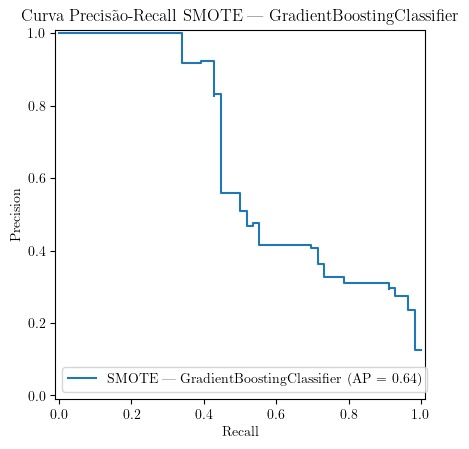 Curva Precisão-Recall SMOTE — GradientBoostingClassifier
1.0
0.8
0.6
0.4
0.2
0.0
Precision
SMOTE — GradientBoostingClassifier (AP = 0.64)
0.0 0.2 0.4 0.6 0.8 1.0
Recall